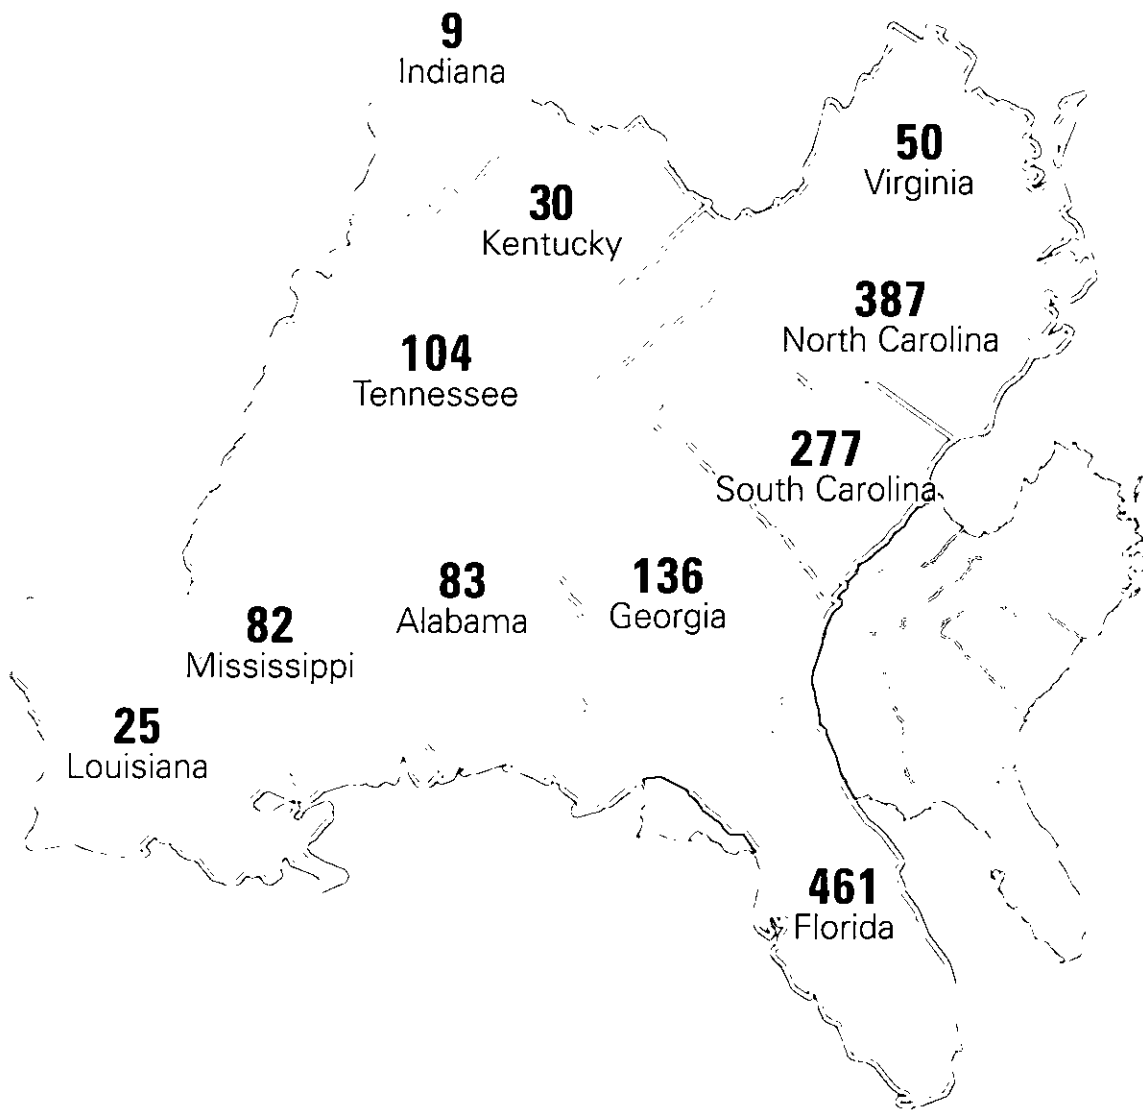 9
Indiana
50
Virginia
30
Kentucky
387
North Carolina
104
Tennessee
277
South Carolina
83
Alabama
136
Georgia
82
Mississippi
25
Louisiana
461
Florida